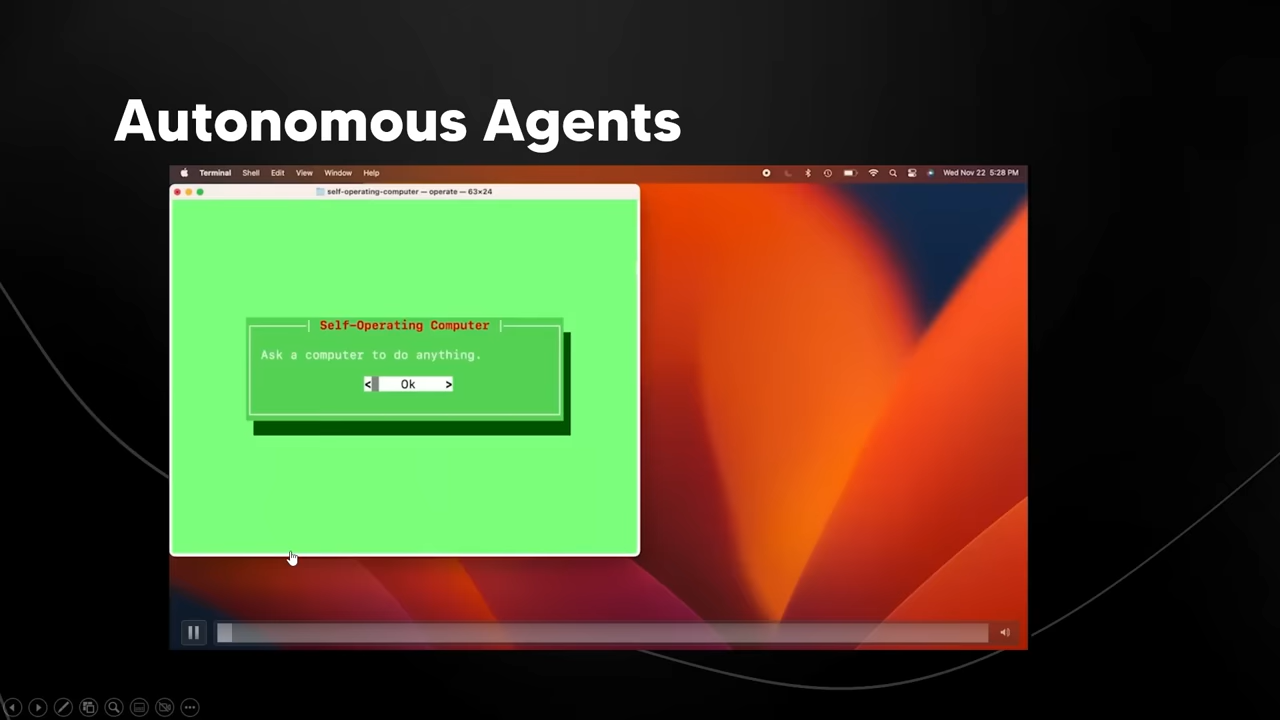 Autonomous Agents
Terminal Shell Edit View Window Help Wed Nov 22 5:28 PM
self-operating-computer — operate — 63×24
Self-Operating Computer
Ask a computer to do anything.
< Ok >